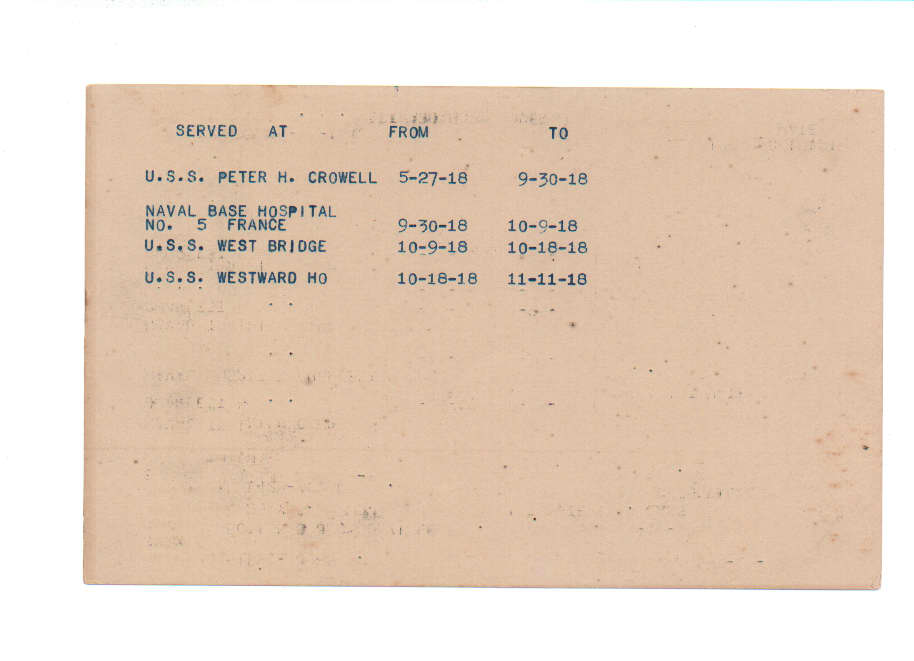 SERVED AT FROM TO
U.S.S. PETER H. CROWELL 5-27-18 9-30-18
NAVAL BASE HOSPITAL
NO. 5 FRANCE 9-30-18 10-9-18
U.S.S. WEST BRIDGE 10-9-18 10-18-18
U.S.S. WESTWARD HO 10-18-18 11-11-18